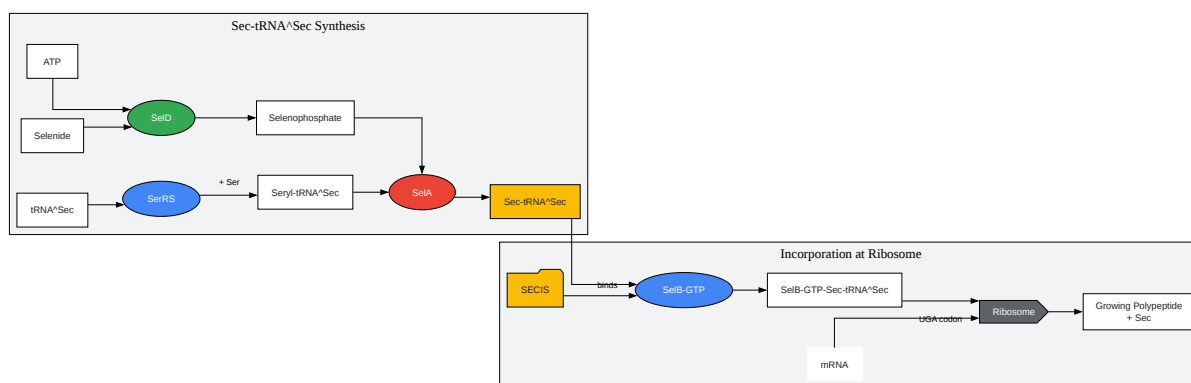 Sec-tRNA^Sec Synthesis
ATP
SelD
Selenophosphate
Selenide
+ Ser
tRNA^Sec
SerRS
Seryl-tRNA^Sec
SelA
Sec-tRNA^Sec
Incorporation at Ribosome
SECIS
binds
SelB-GTP
SelB-GTP-Sec-tRNA^Sec
UGA codon
Ribosome
Growing Polypeptide
+ Sec
mRNA